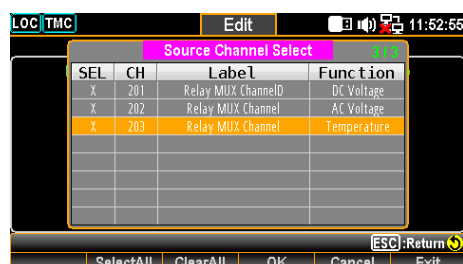 LOC TMC Edit 11:52:55
Source Channel Select 3/3
SEL CH Label Function
X 201 Relay MUX ChannelD DC Voltage
X 202 Relay MUX Channel AC Voltage
X 203 Relay MUX Channel Temperature
ESC :Return
SelectAll ClearAll OK Cancel Exit